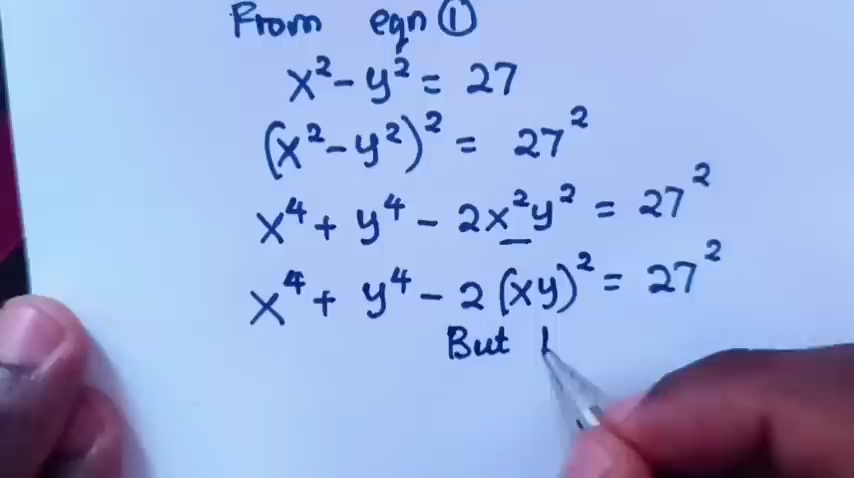 From eqn ①
x² - y² = 27
(x² - y²)² = 27²
x⁴ + y⁴ - 2x²y² = 27²
x⁴ + y⁴ - 2(xy)² = 27²
But